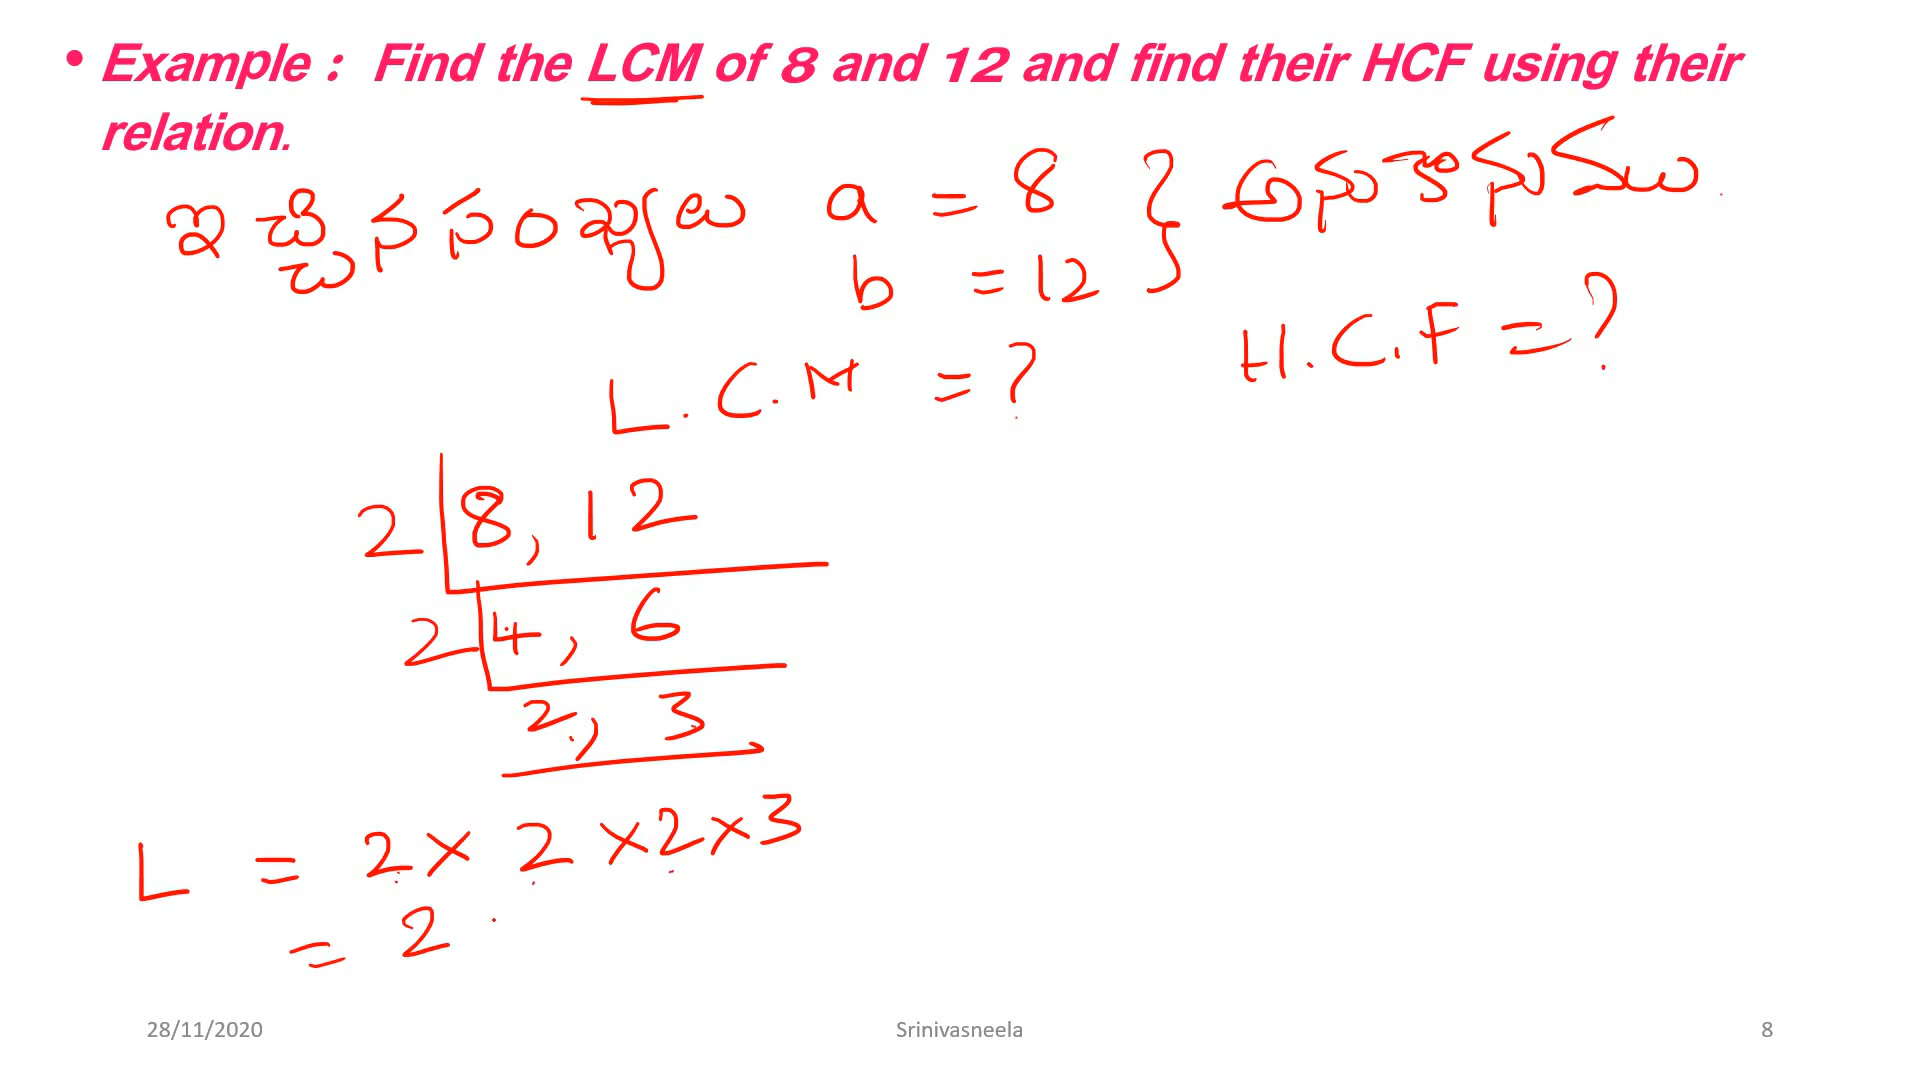 • Example : Find the LCM of 8 and 12 and find their HCF using their
relation.
ఇచ్చిన సంఖ్యలు a = 8 }
b = 12
H.C.F = ?
L.C.M = ?
2 8, 12
2 4, 6
2, 3
L = 2 × 2 × 2 × 3
= 2
28/11/2020 Srinivasneela 8